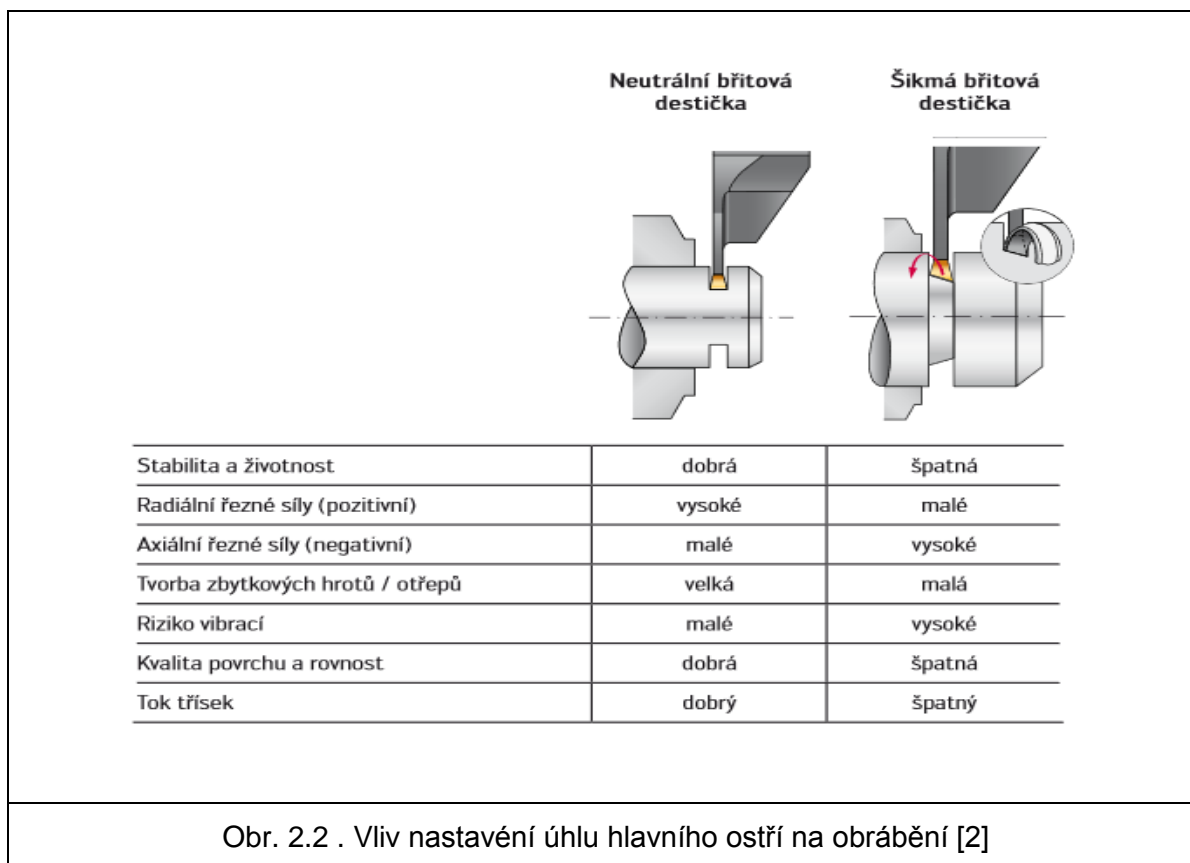 Neutrální břitová
destička
Šikmá břitová
destička
Stabilita a životnost dobrá špatná
Radiální řezné síly (pozitivní) vysoké malé
Axiální řezné síly (negativní) malé vysoké
Tvorba zbytkových hrotů / otřepů velká malá
Riziko vibrací malé vysoké
Kvalita povrchu a rovnost dobrá špatná
Tok třísek dobrý špatný
Obr. 2.2 . Vliv nastavéní úhlu hlavního ostří na obrábění [2]